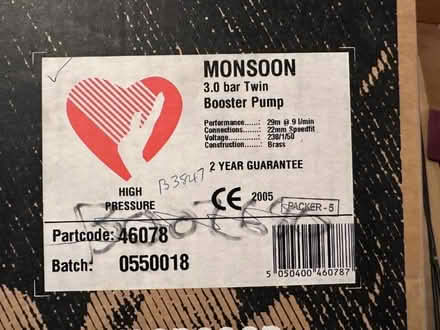 MONSOON
3.0 bar Twin
Booster Pump
Performance......: 29m @ 9 l/min
Connections.....: 22mm Speedfit
Voltage..............: 230/1/50
Construction.....: Brass
2 YEAR GUARANTEE
HIGH
PRESSURE
B3847
CE 2005
PACKER - 5
Partcode: 46078
Batch: 0550018
5 050400 460787